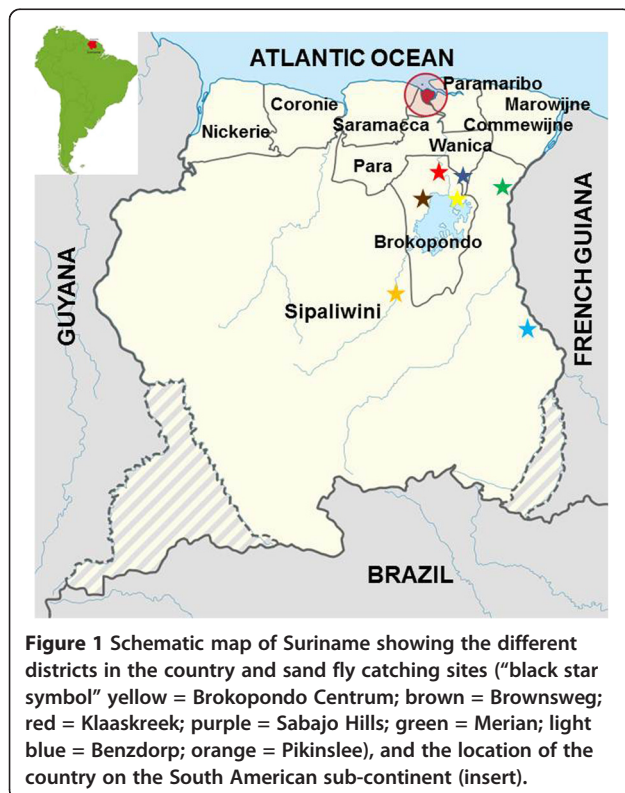 ATLANTIC OCEAN
Paramaribo
Coronie
Marowijne
Nickerie
Saramacca
Commewijne
Wanica
Para
Brokopondo
Sipaliwini
GUYANA
FRENCH GUIANA
BRAZIL
Figure 1 Schematic map of Suriname showing the different
districts in the country and sand fly catching sites (“black star
symbol” yellow = Brokopondo Centrum; brown = Brownsweg;
red = Klaaskreek; purple = Sabajo Hills; green = Merian; light
blue = Benzdorp; orange = Pikinslee), and the location of the
country on the South American sub-continent (insert).